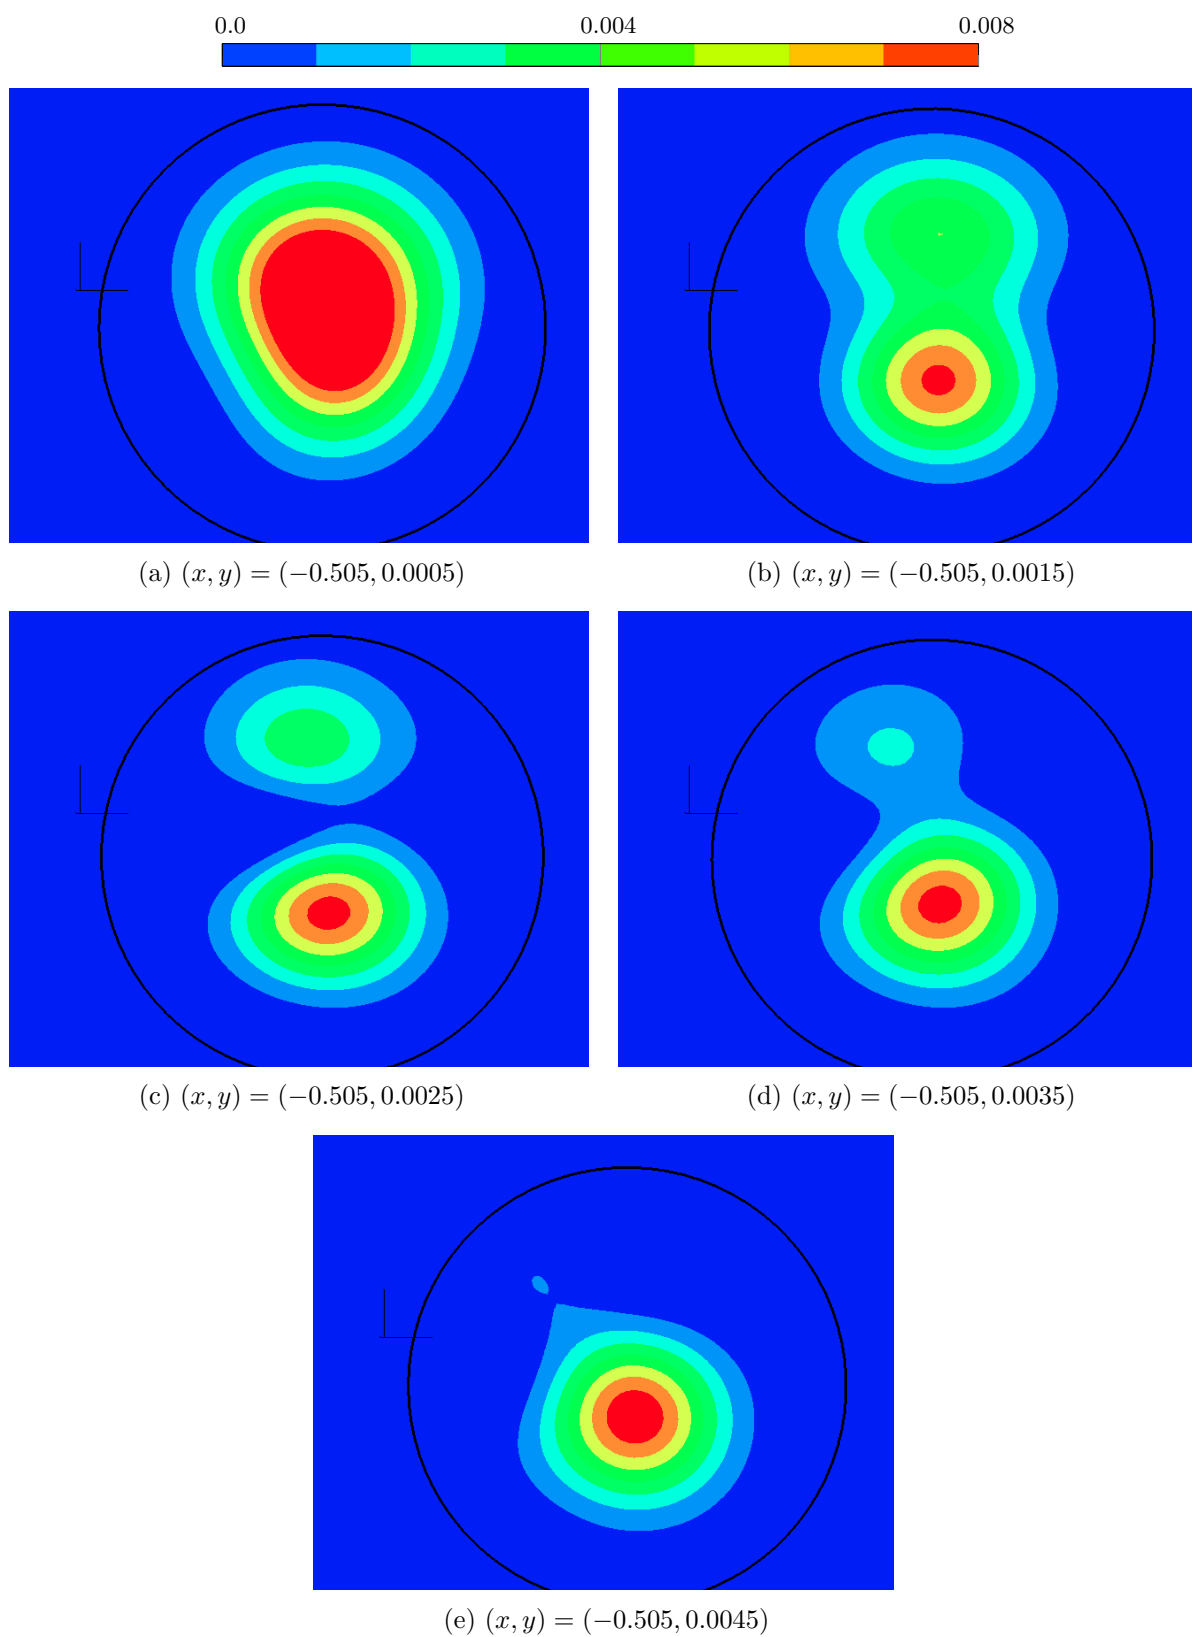 0.0 0.004 0.008
(a) (x, y) = (−0.505, 0.0005) (b) (x, y) = (−0.505, 0.0015)
(c) (x, y) = (−0.505, 0.0025) (d) (x, y) = (−0.505, 0.0035)
(e) (x, y) = (−0.505, 0.0045)